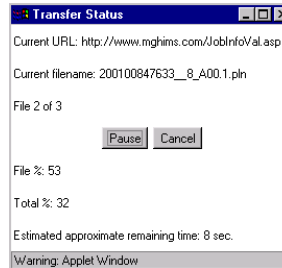 Transfer Status
Current URL: http://www.mghims.com/JobInfoVal.asp
Current filename: 200100847633__8_A00.1.pln
File 2 of 3
Pause Cancel
File %: 53
Total %: 32
Estimated approximate remaining time: 8 sec.
Warning: Applet Window